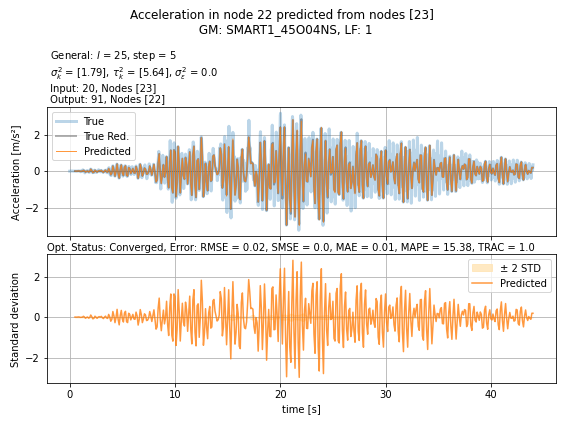 Acceleration in node 22 predicted from nodes [23]
GM: SMART1_45O04NS, LF: 1
General: l = 25, step = 5
σ²ₖ = [1.79], τ²ₖ = [5.64], σ²ε = 0.0
Input: 20, Nodes [23]
Output: 91, Nodes [22]
True
True Red.
Predicted
Acceleration [m/s²]
2
0
−2
Opt. Status: Converged, Error: RMSE = 0.02, SMSE = 0.0, MAE = 0.01, MAPE = 15.38, TRAC = 1.0
± 2 STD
Predicted
Standard deviation
2
0
−2
0 10 20 30 40
time [s]